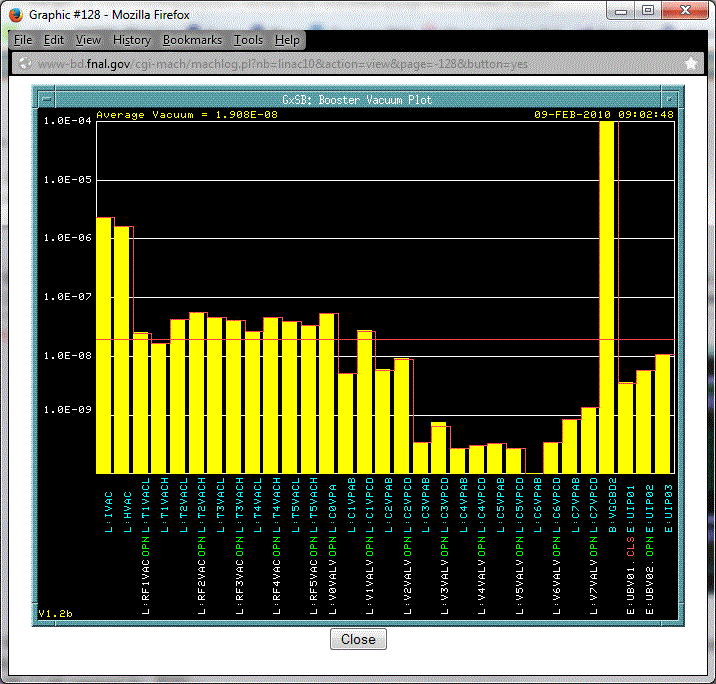 Graphic #128 - Mozilla Firefox
File Edit View History Bookmarks Tools Help
www-bd.fnal.gov/cgi-mach/machlog.pl?nb=linac10&action=view&page=-128&button=yes
GxSB: Booster Vacuum Plot
Average Vacuum = 1.908E-08 09-FEB-2010 09:02:48
1.0E-04
1.0E-05
1.0E-06
1.0E-07
1.0E-08
1.0E-09
L:IVAC
L:HVAC
L:RF1VAC OPN L:T1VACL
L:T1VACH
L:T2VACL
L:RF2VAC OPN L:T2VACH
L:T3VACL
L:RF3VAC OPN L:T3VACH
L:T4VACL
L:RF4VAC OPN L:T4VACH
L:T5VACL
L:RF5VAC OPN L:T5VACH
L:V0VALV OPN L:C0VPA
L:C1VPAB
L:V1VALV OPN L:C1VPCD
L:C2VPAB
L:V2VALV OPN L:C2VPCD
L:C3VPAB
L:V3VALV OPN L:C3VPCD
L:C4VPAB
L:V4VALV OPN L:C4VPCD
L:C5VPAB
L:V5VALV OPN L:C5VPCD
L:C6VPAB
L:V6VALV OPN L:C6VPCD
L:C7VPAB
L:V7VALV OPN L:C7VPCD
B:VGCBD2
E:UBV01. CLS E:UIP01
E:UBV02. OPN E:UIP02
E:UIP03
V1.2b
Close